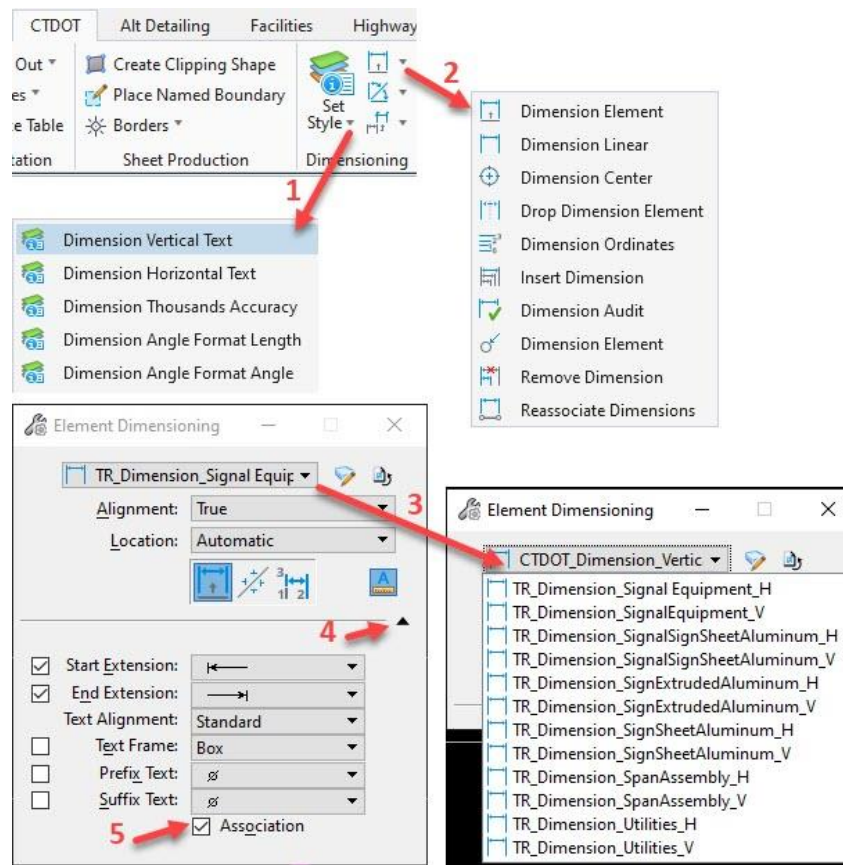 CTDOT Alt Detailing Facilities Highway
Out Create Clipping Shape
es Place Named Boundary
e Table Borders
Set
Style
tation Sheet Production Dimensioning
1
2
Dimension Element
Dimension Linear
Dimension Center
Drop Dimension Element
Dimension Ordinates
Insert Dimension
Dimension Audit
Dimension Element
Remove Dimension
Reassociate Dimensions
Dimension Vertical Text
Dimension Horizontal Text
Dimension Thousands Accuracy
Dimension Angle Format Length
Dimension Angle Format Angle
Element Dimensioning
TR_Dimension_Signal Equip
Alignment: True
Location: Automatic
3
4
Start Extension:
End Extension:
Text Alignment: Standard
Text Frame: Box
Prefix Text: ø
Suffix Text: ø
5 Association
Element Dimensioning
CTDOT_Dimension_Vertic
TR_Dimension_Signal Equipment_H
TR_Dimension_SignalEquipment_V
TR_Dimension_SignalSignSheetAluminum_H
TR_Dimension_SignalSignSheetAluminum_V
TR_Dimension_SignExtrudedAluminum_H
TR_Dimension_SignExtrudedAluminum_V
TR_Dimension_SignSheetAluminum_H
TR_Dimension_SignSheetAluminum_V
TR_Dimension_SpanAssembly_H
TR_Dimension_SpanAssembly_V
TR_Dimension_Utilities_H
TR_Dimension_Utilities_V